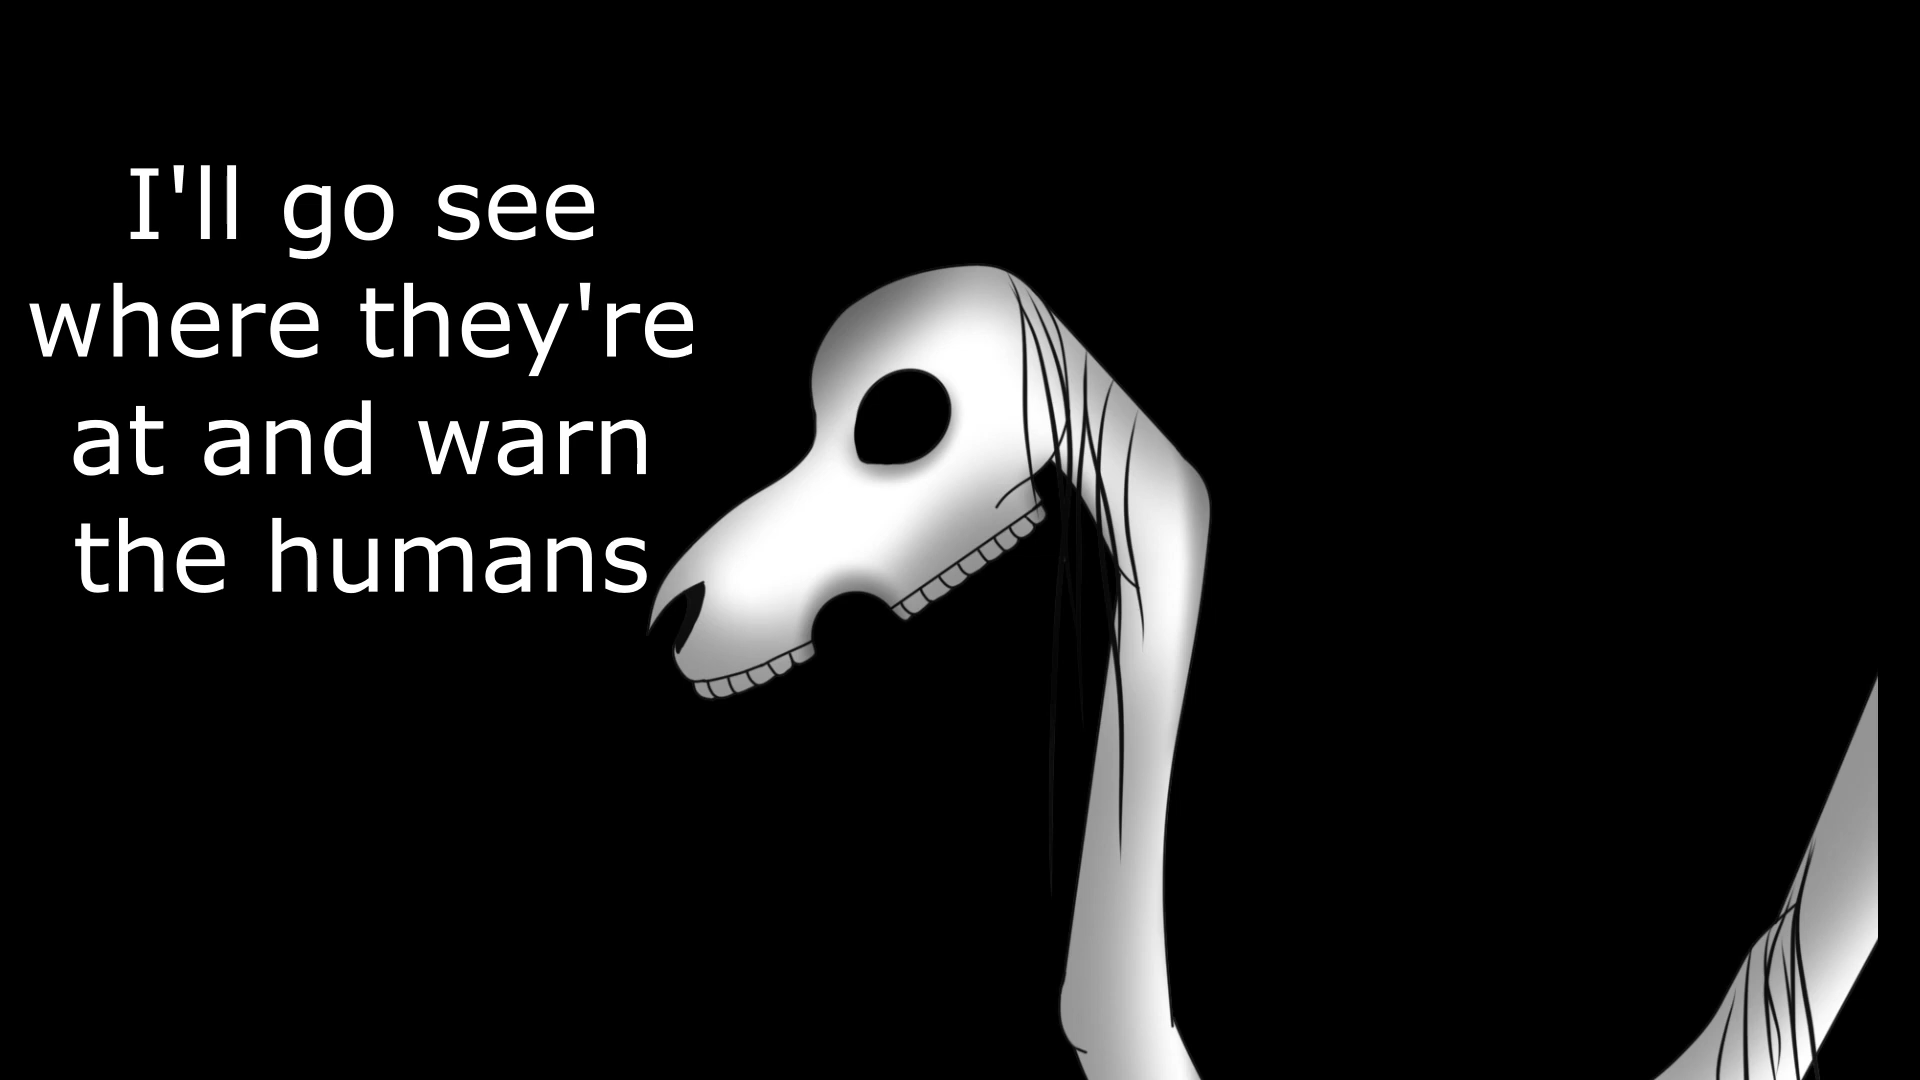 I'll go see
where they're
at and warn
the humans